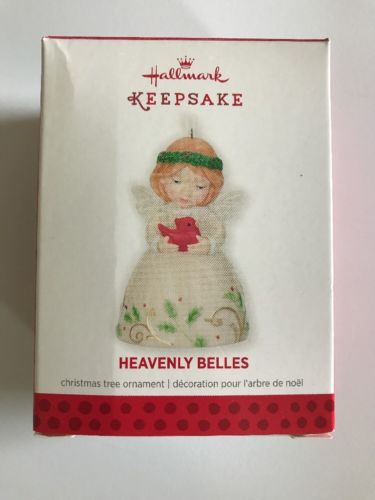 Hallmark
KEEPSAKE
HEAVENLY BELLES
christmas tree ornament | décoration pour l'arbre de noël